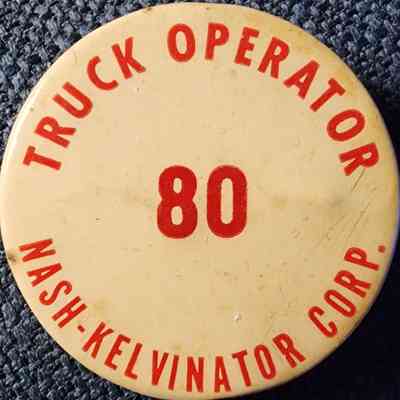 TRUCK OPERATOR
80
NASH-KELVINATOR CORP.